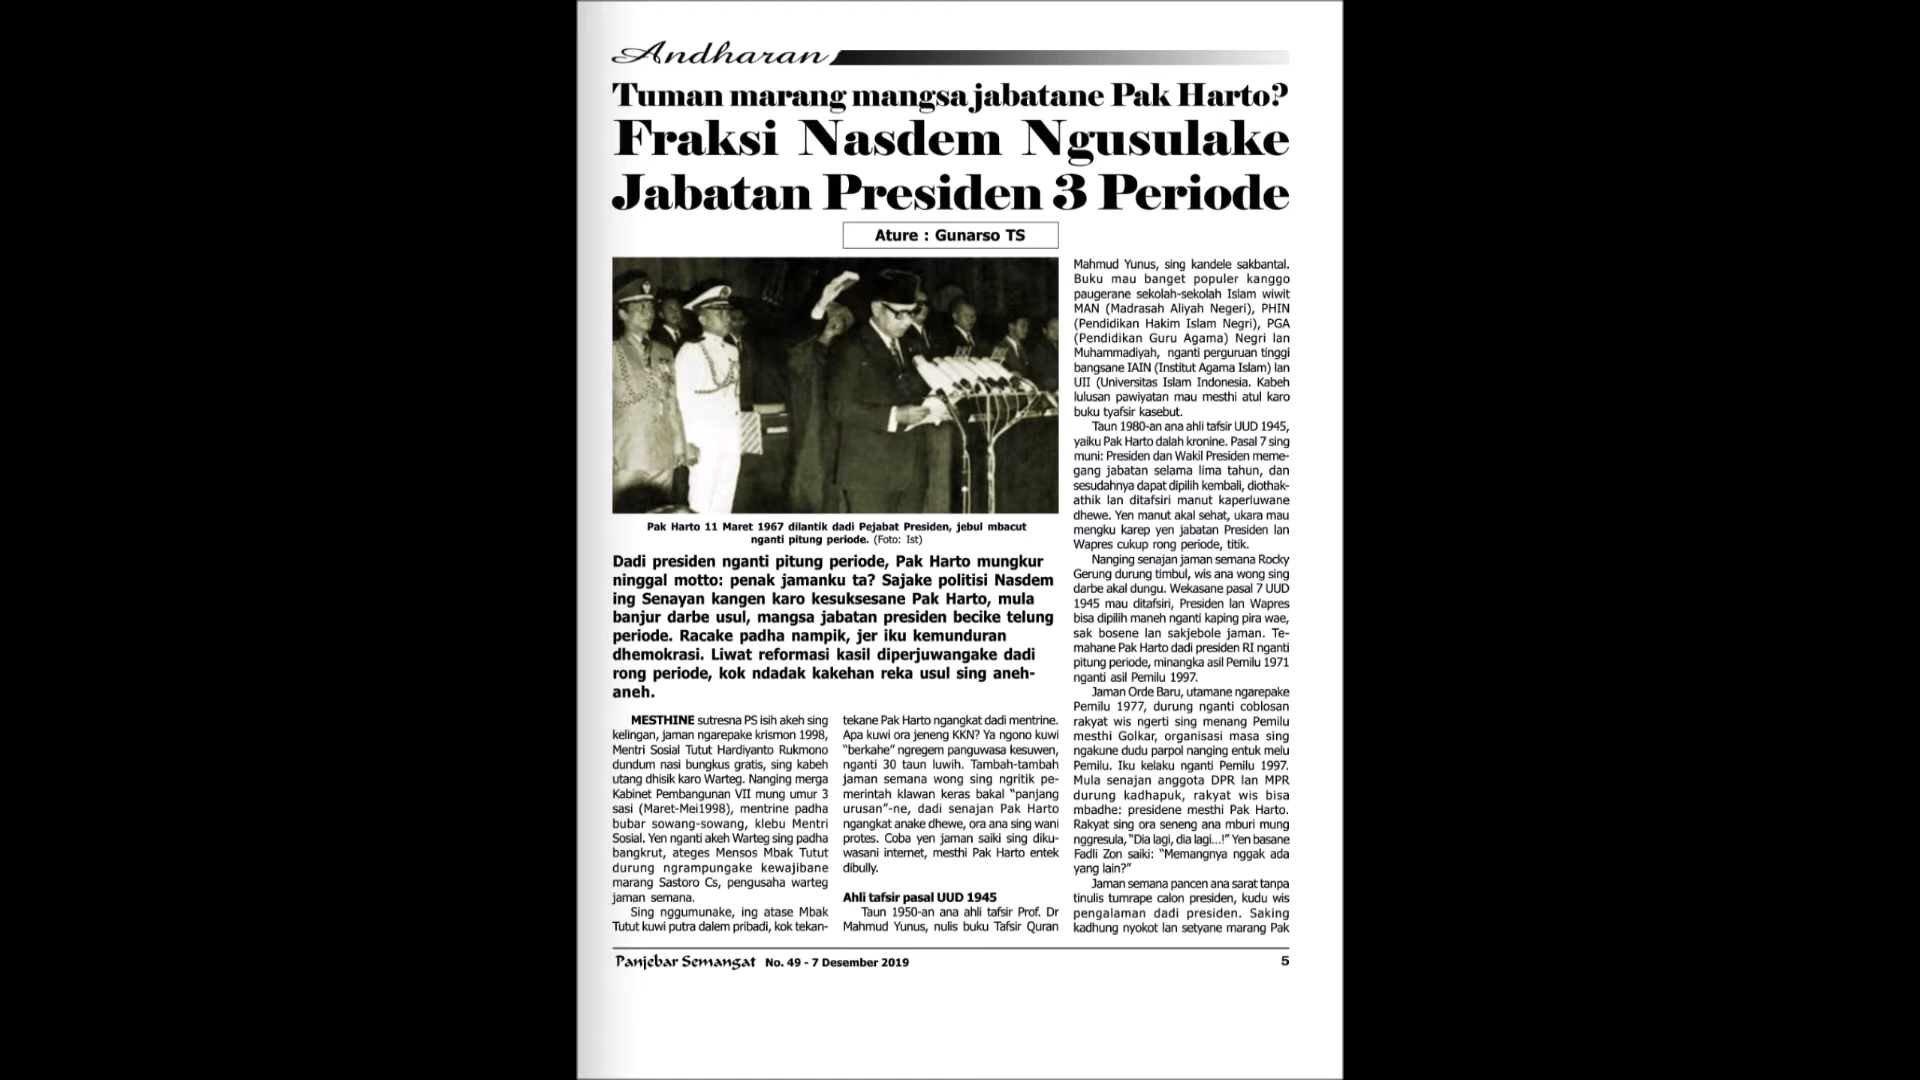 Andharan
Tuman marang mangsa jabatane Pak Harto?
Fraksi Nasdem Ngusulake
Jabatan Presiden 3 Periode
Ature : Gunarso TS
Pak Harto 11 Maret 1967 dilantik dadi Pejabat Presiden, jebul mbacut
nganti pitung periode. (Foto: Ist)
Dadi presiden nganti pitung periode, Pak Harto mungkur
ninggal motto: penak jamanku ta? Sajake politisi Nasdem
ing Senayan kangen karo kesuksesane Pak Harto, mula
banjur darbe usul, mangsa jabatan presiden becike telung
periode. Racake padha nampik, jer iku kemunduran
dhemokrasi. Liwat reformasi kasil diperjuwangake dadi
rong periode, kok ndadak kakehan reka usul sing aneh-
aneh.
MESTHINE sutresna PS isih akeh sing
kelingan, jaman ngarepake krismon 1998,
Mentri Sosial Tutut Hardiyanto Rukmono
dundum nasi bungkus gratis, sing kabeh
utang dhisik karo Warteg. Nanging merga
Kabinet Pembangunan VII mung umur 3
sasi (Maret-Mei1998), mentrine padha
bubar sowang-sowang, klebu Mentri
Sosial. Yen nganti akeh Warteg sing padha
bangkrut, ateges Mensos Mbak Tutut
durung ngrampungake kewajibane
marang Sastoro Cs, pengusaha warteg
jaman semana.
Sing nggumunake, ing atase Mbak
Tutut kuwi putra dalem pribadi, kok tekan-
tekane Pak Harto ngangkat dadi mentrine.
Apa kuwi ora jeneng KKN? Ya ngono kuwi
"berkahe" ngregem panguwasa kesuwen,
nganti 30 taun luwih. Tambah-tambah
jaman semana wong sing ngritik pe-
merintah klawan keras bakal "panjang
urusan"-ne, dadi senajan Pak Harto
ngangkat anake dhewe, ora ana sing wani
protes. Coba yen jaman saiki sing diku-
wasani internet, mesthi Pak Harto entek
dibully.
Ahli tafsir pasal UUD 1945
Taun 1950-an ana ahli tafsir Prof. Dr
Mahmud Yunus, nulis buku Tafsir Quran
Mahmud Yunus, sing kandele sakbantal.
Buku mau banget populer kanggo
paugerane sekolah-sekolah Islam wiwit
MAN (Madrasah Aliyah Negeri), PHIN
(Pendidikan Hakim Islam Negri), PGA
(Pendidikan Guru Agama) Negri lan
Muhammadiyah, nganti perguruan tinggi
bangsane IAIN (Institut Agama Islam) lan
UII (Universitas Islam Indonesia. Kabeh
lulusan pawiyatan mau mesthi atul karo
buku tyafsir kasebut.
Taun 1980-an ana ahli tafsir UUD 1945,
yaiku Pak Harto dalah kronine. Pasal 7 sing
muni: Presiden dan Wakil Presiden meme-
gang jabatan selama lima tahun, dan
sesudahnya dapat dipilih kembali, diothak-
athik lan ditafsiri manut kaperluwane
dhewe. Yen manut akal sehat, ukara mau
mengku karep yen jabatan Presiden lan
Wapres cukup rong periode, titik.
Nanging senajan jaman semana Rocky
Gerung durung timbul, wis ana wong sing
darbe akal dungu. Wekasane pasal 7 UUD
1945 mau ditafsiri, Presiden lan Wapres
bisa dipilih maneh nganti kaping pira wae,
sak bosene lan sakjebole jaman. Te-
mahane Pak Harto dadi presiden RI nganti
pitung periode, minangka asil Pemilu 1971
nganti asil Pemilu 1997.
Jaman Orde Baru, utamane ngarepake
Pemilu 1977, durung nganti coblosan
rakyat wis ngerti sing menang Pemilu
mesthi Golkar, organisasi masa sing
ngakune dudu parpol nanging entuk melu
Pemilu. Iku kelaku nganti Pemilu 1997.
Mula senajan anggota DPR lan MPR
durung kadhapuk, rakyat wis bisa
mbadhe: presidene mesthi Pak Harto.
Rakyat sing ora seneng ana mburi mung
nggresula, "Dia lagi, dia lagi...!" Yen basane
Fadli Zon saiki: "Memangnya nggak ada
yang lain?"
Jaman semana pancen ana sarat tanpa
tinulis tumrape calon presiden, kudu wis
pengalaman dadi presiden. Saking
kadhung nyokot lan setyane marang Pak
Panjebar Semangat No. 49 - 7 Desember 2019
5